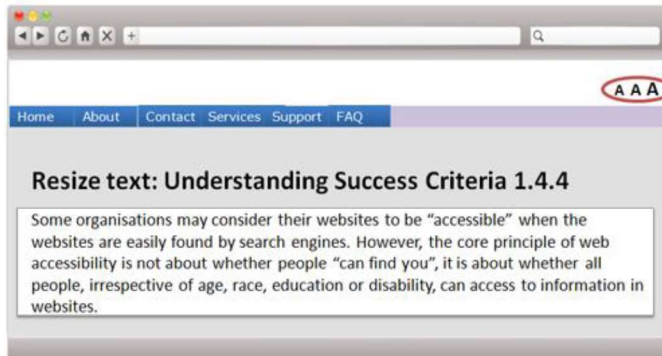 A A A
Home About Contact Services Support FAQ
Resize text: Understanding Success Criteria 1.4.4
Some organisations may consider their websites to be “accessible” when the
websites are easily found by search engines. However, the core principle of web
accessibility is not about whether people “can find you”, it is about whether all
people, irrespective of age, race, education or disability, can access to information in
websites.